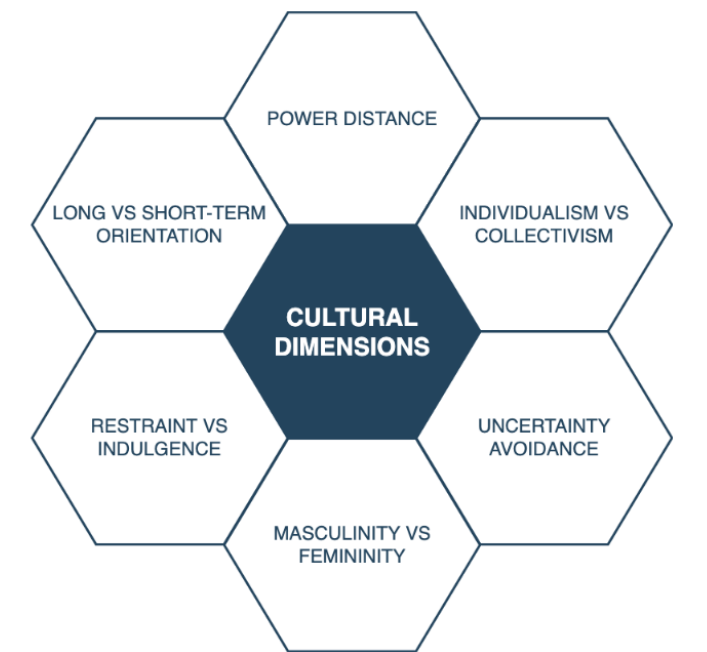 POWER DISTANCE
LONG VS SHORT-TERM
ORIENTATION
INDIVIDUALISM VS
COLLECTIVISM
CULTURAL
DIMENSIONS
RESTRAINT VS
INDULGENCE
UNCERTAINTY
AVOIDANCE
MASCULINITY VS
FEMININITY